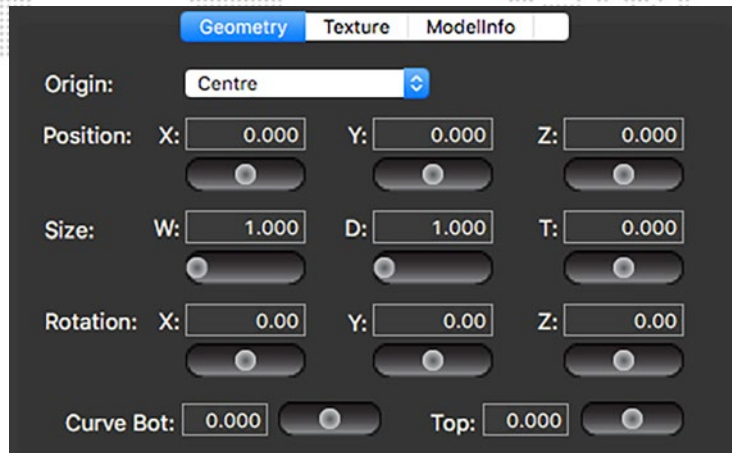 Geometry Texture ModelInfo
Origin: Centre
Position: X: 0.000 Y: 0.000 Z: 0.000
Size: W: 1.000 D: 1.000 T: 0.000
Rotation: X: 0.00 Y: 0.00 Z: 0.00
Curve Bot: 0.000 Top: 0.000